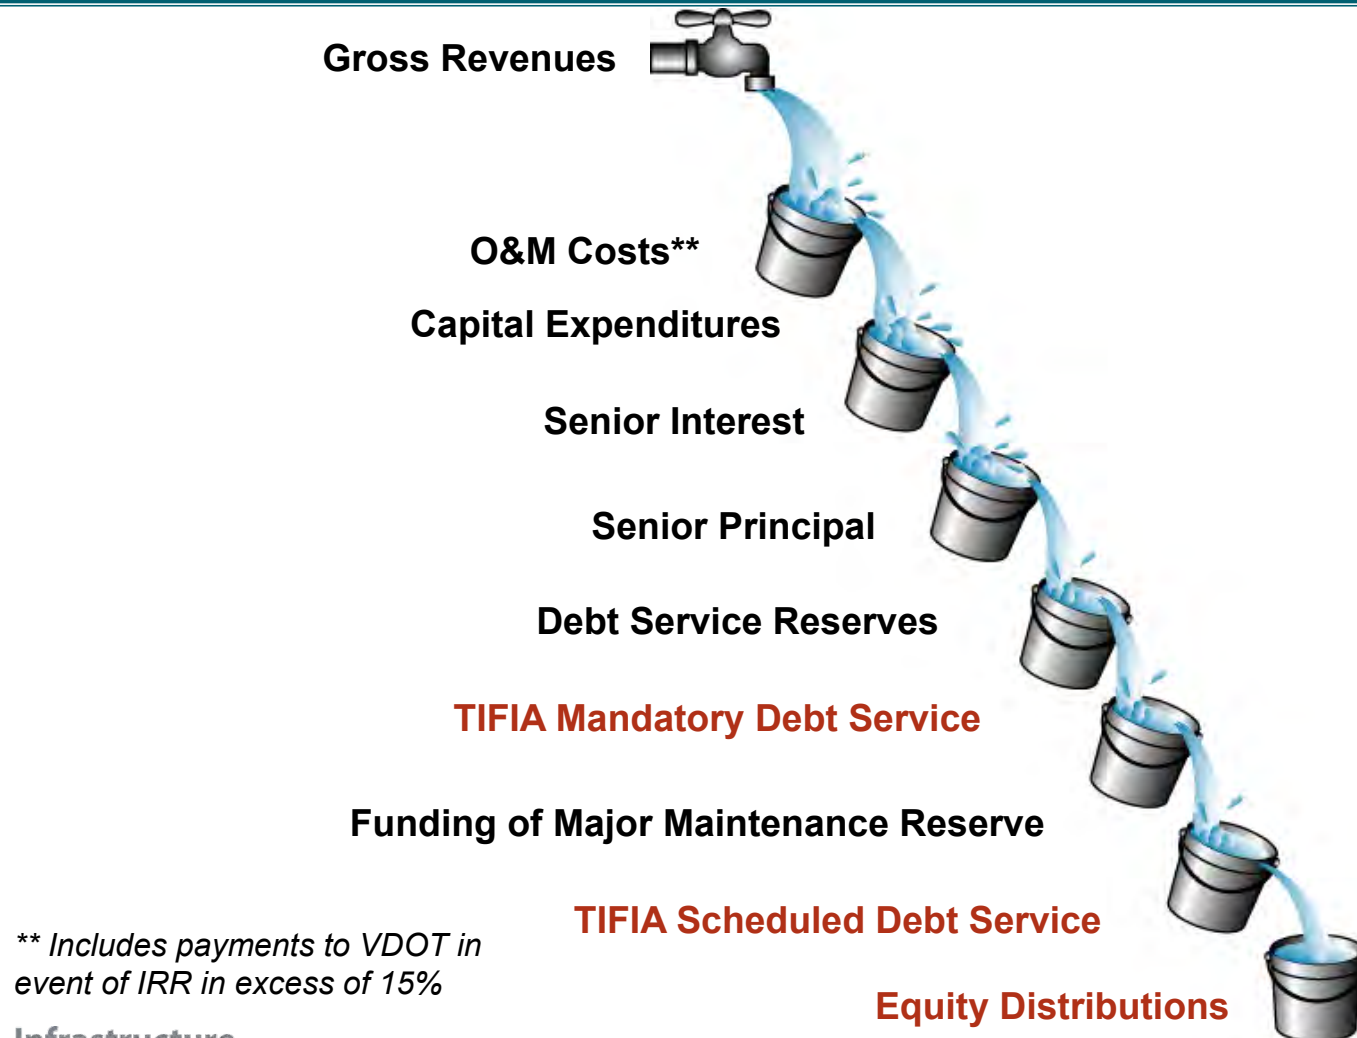 Gross Revenues
O&M Costs**
Capital Expenditures
Senior Interest
Senior Principal
Debt Service Reserves
TIFIA Mandatory Debt Service
Funding of Major Maintenance Reserve
TIFIA Scheduled Debt Service
** Includes payments to VDOT in
event of IRR in excess of 15%
Equity Distributions
Infrastructure